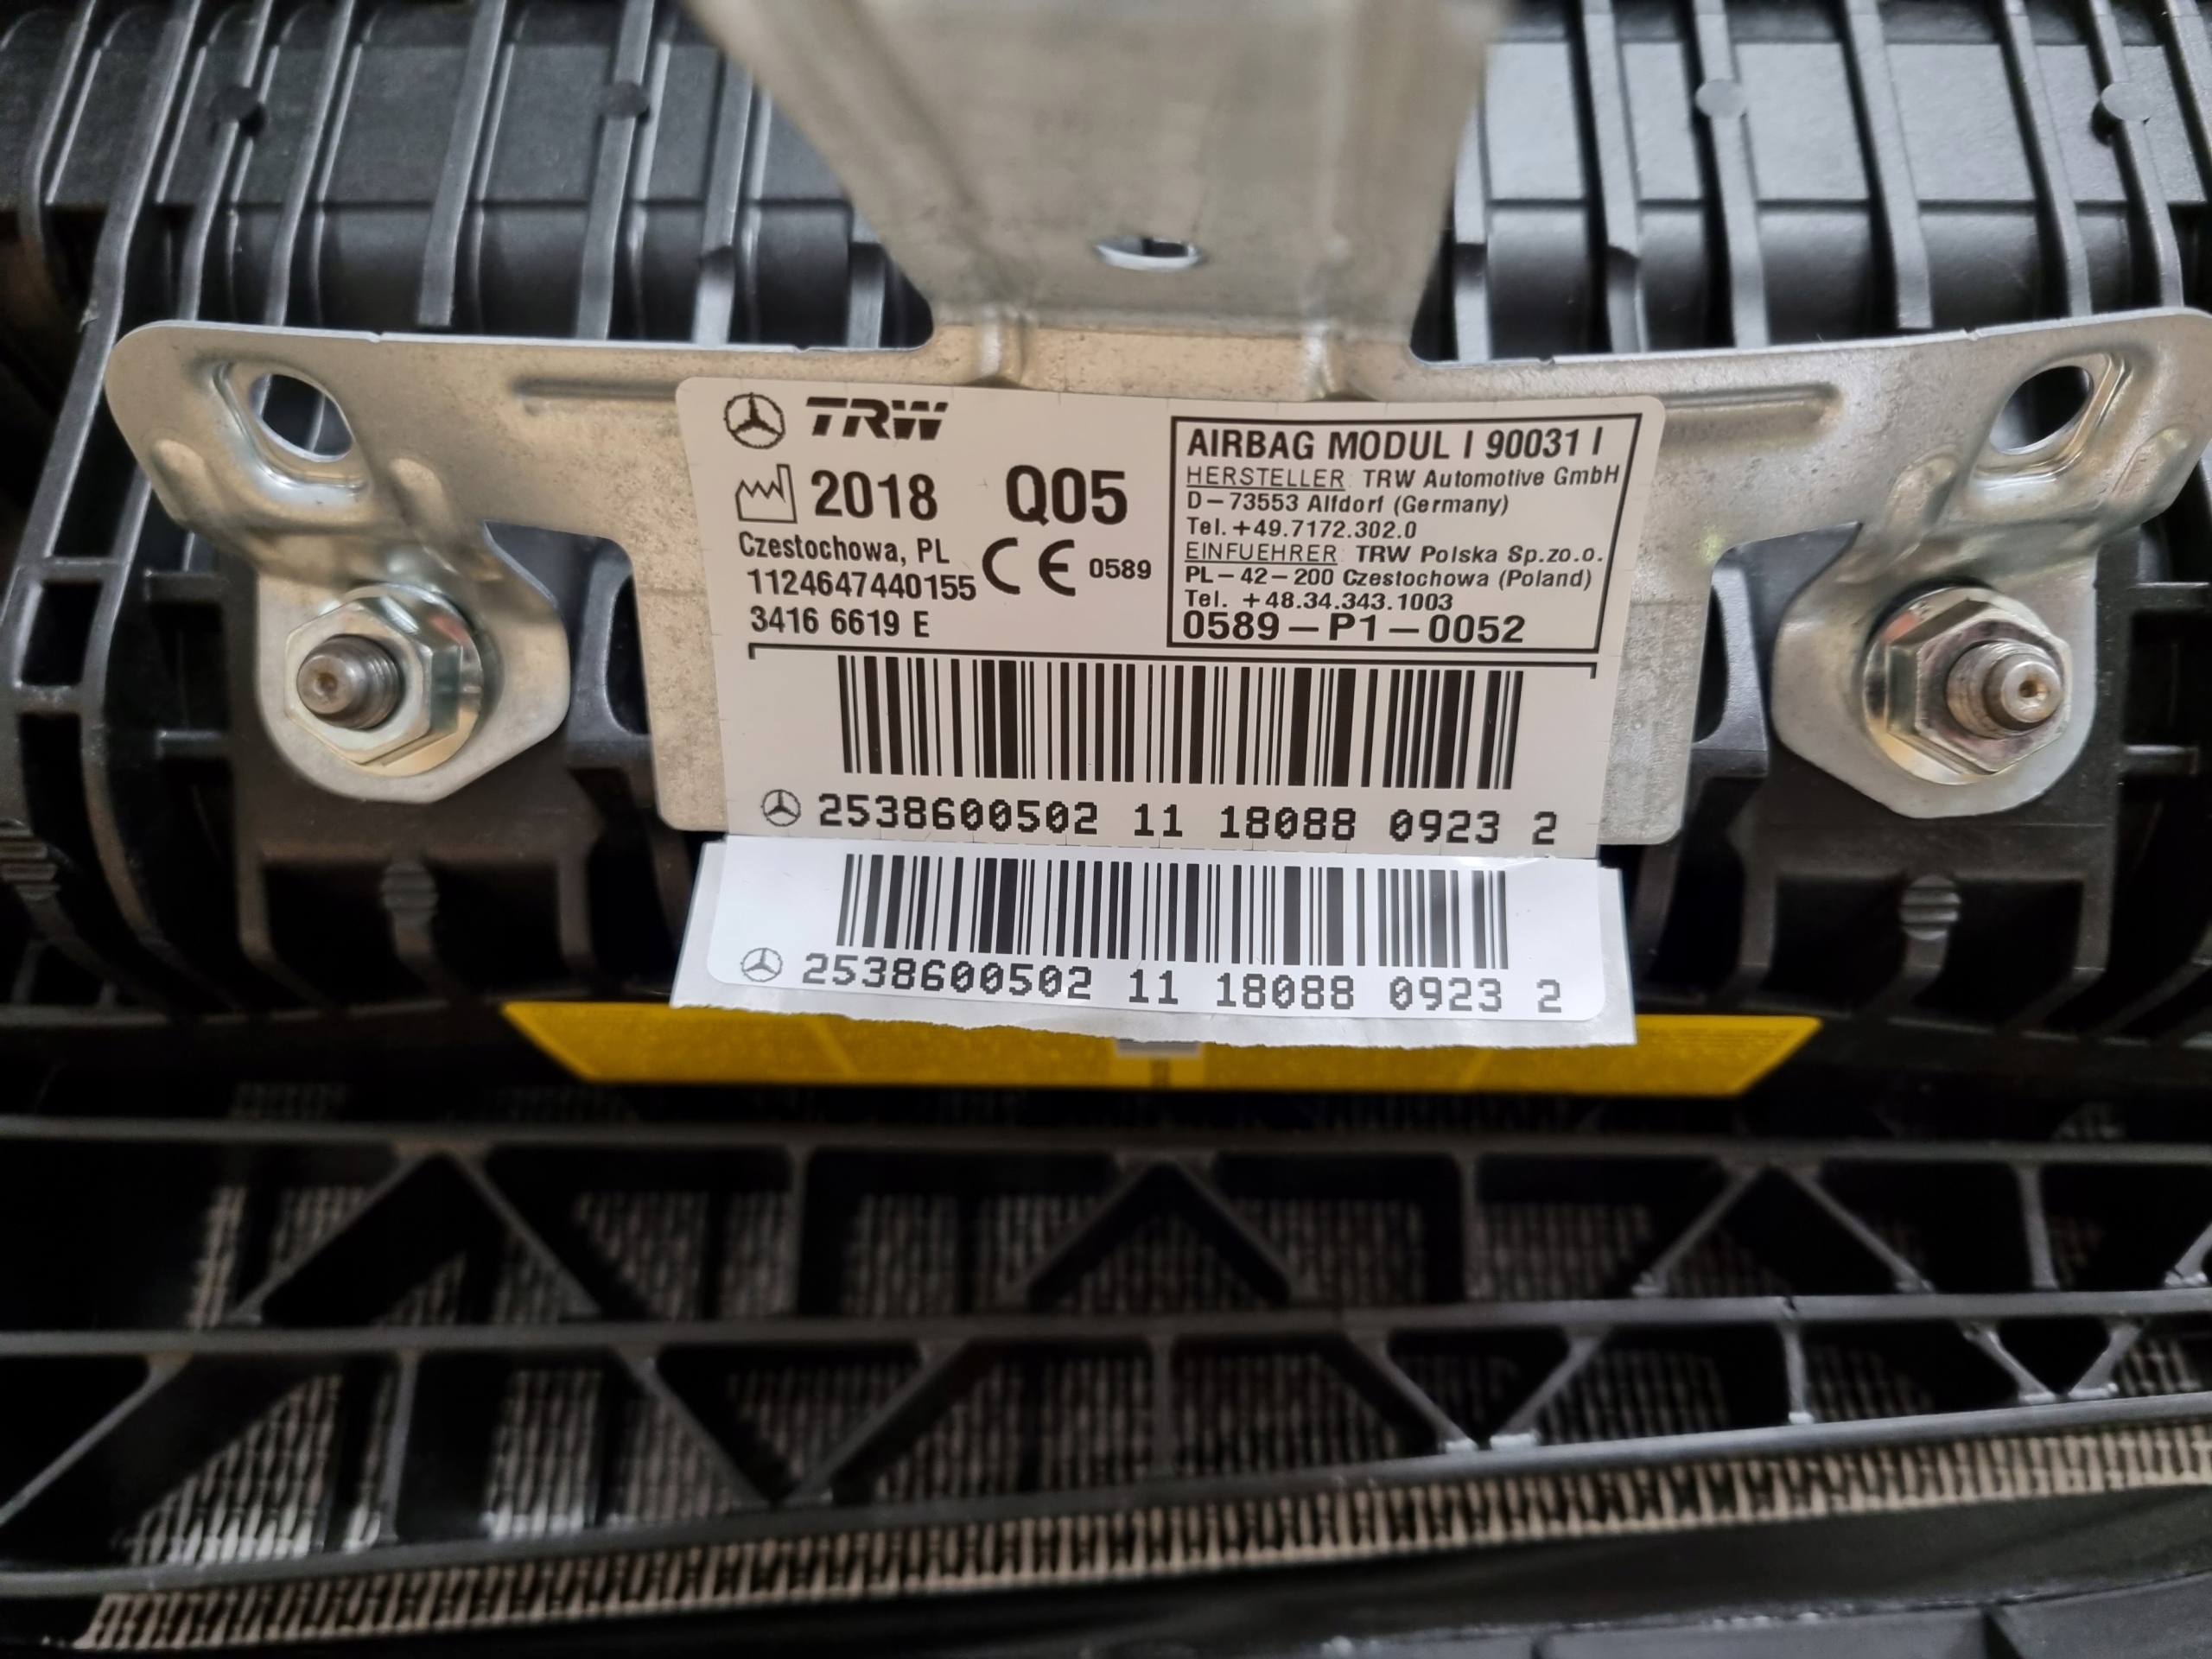 TRW
2018 Q05
Czestochowa, PL
1124647440155
3416 6619 E
CE 0589
AIRBAG MODUL I 90031 I
HERSTELLER: TRW Automotive GmbH
D-73553 Alfdorf (Germany)
Tel. +49.7172.302.0
EINFUEHRER: TRW Polska Sp.zo.o.
PL-42-200 Czestochowa (Poland)
Tel. +48.34.343.1003
0589-P1-0052
2538600502 11 18088 0923 2
2538600502 11 18088 0923 2